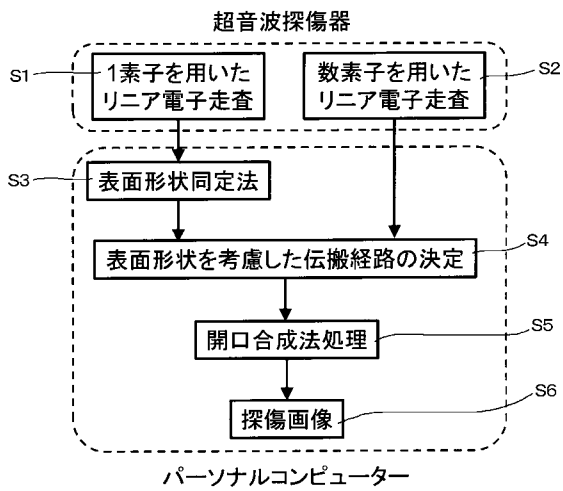 超音波探傷器
S1
1素子を用いた
リニア電子走査
数素子を用いた
リニア電子走査
S2
S3
表面形状同定法
表面形状を考慮した伝搬経路の決定
S4
開口合成法処理
S5
探傷画像
S6
パーソナルコンピューター